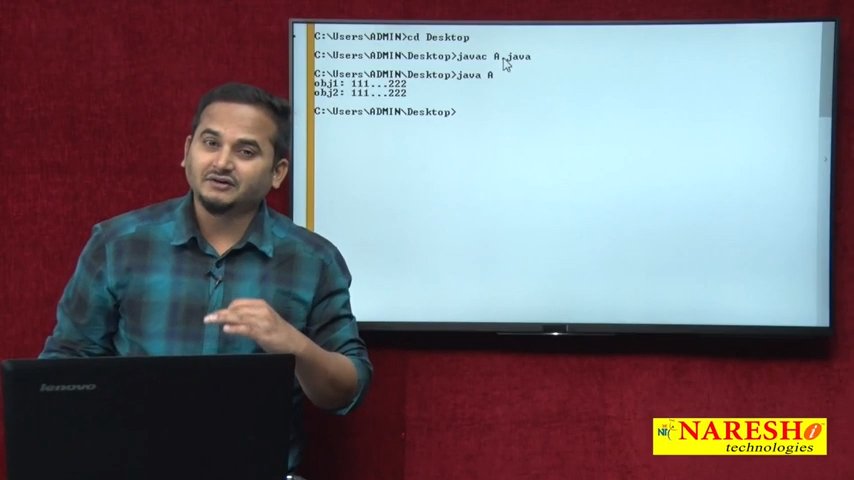 C:\Users\ADMIN>cd Desktop
C:\Users\ADMIN\Desktop>javac A.java
C:\Users\ADMIN\Desktop>java A
obj1: 111...222
obj2: 111...222
C:\Users\ADMIN\Desktop>
lenovo
NARESH i
technologies